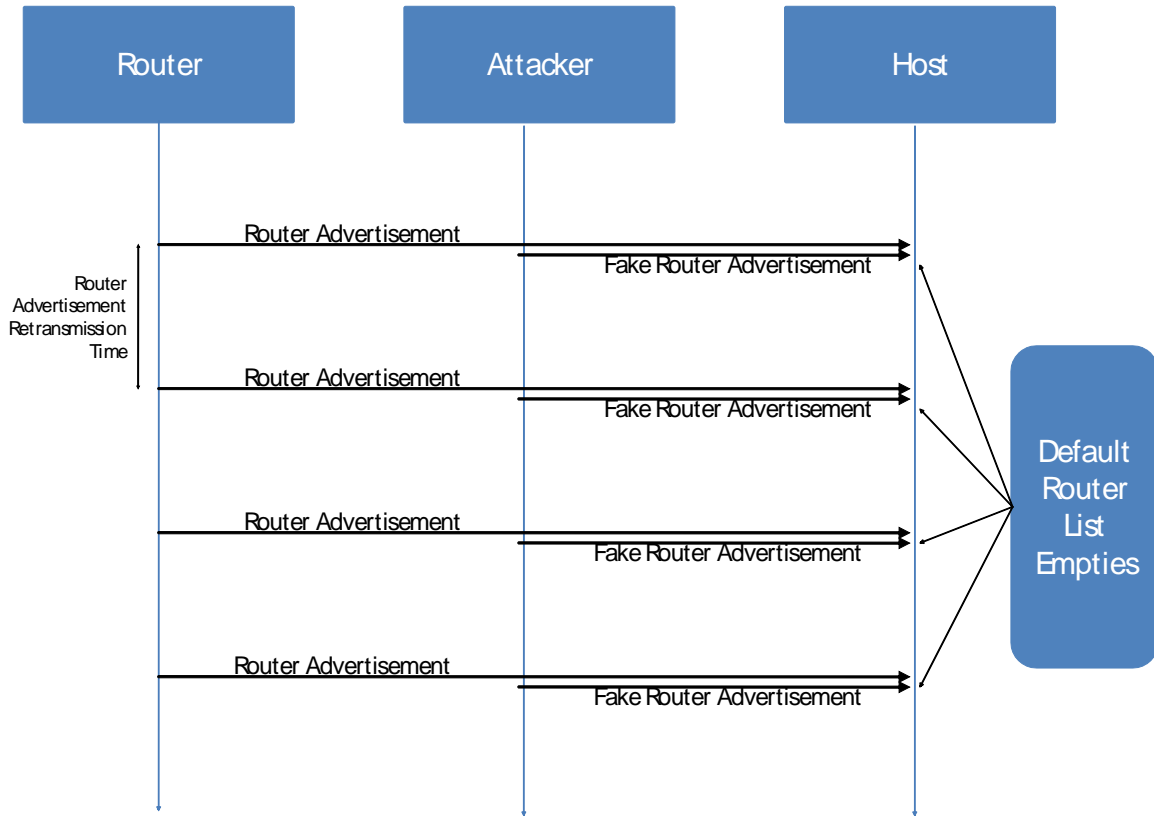 Router
Attacker
Host
Router Advertisement
Fake Router Advertisement
Router
Advertisement
Retransmission
Time
Router Advertisement
Fake Router Advertisement
Default
Router
List
Empties
Router Advertisement
Fake Router Advertisement
Router Advertisement
Fake Router Advertisement